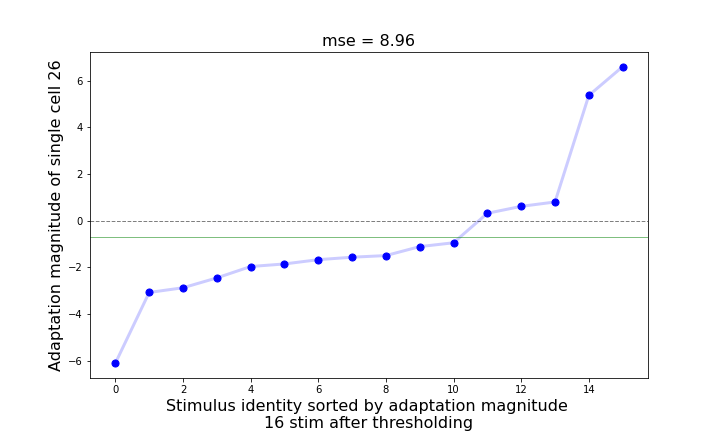 mse = 8.96
Adaptation magnitude of single cell 26
6
4
2
0
−2
−4
−6
0 2 4 6 8 10 12 14
Stimulus identity sorted by adaptation magnitude
16 stim after thresholding